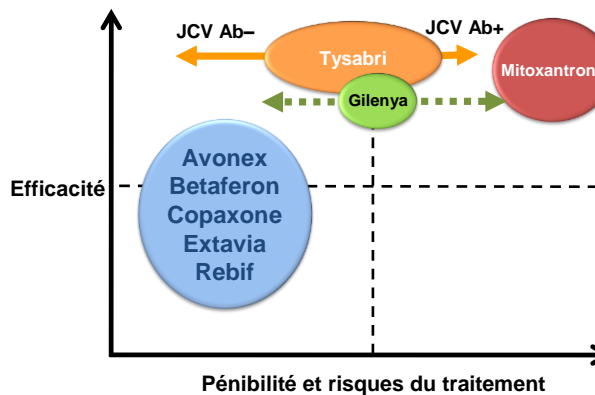 JCV Ab–
JCV Ab+
Tysabri
Mitoxantron
Gilenya
Avonex
Betaferon
Copaxone
Extavia
Rebif
Efficacité
Pénibilité et risques du traitement